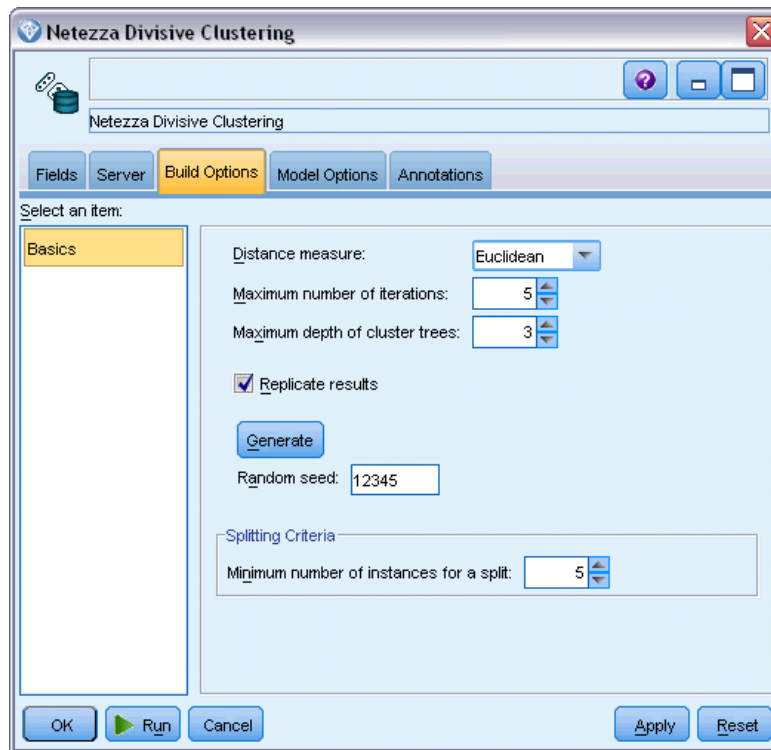 Netezza Divisive Clustering
Netezza Divisive Clustering
Fields Server Build Options Model Options Annotations
Select an item:
Basics
Distance measure: Euclidean
Maximum number of iterations: 5
Maximum depth of cluster trees: 3
Replicate results
Generate
Random seed: 12345
Splitting Criteria
Minimum number of instances for a split: 5
OK Run Cancel Apply Reset